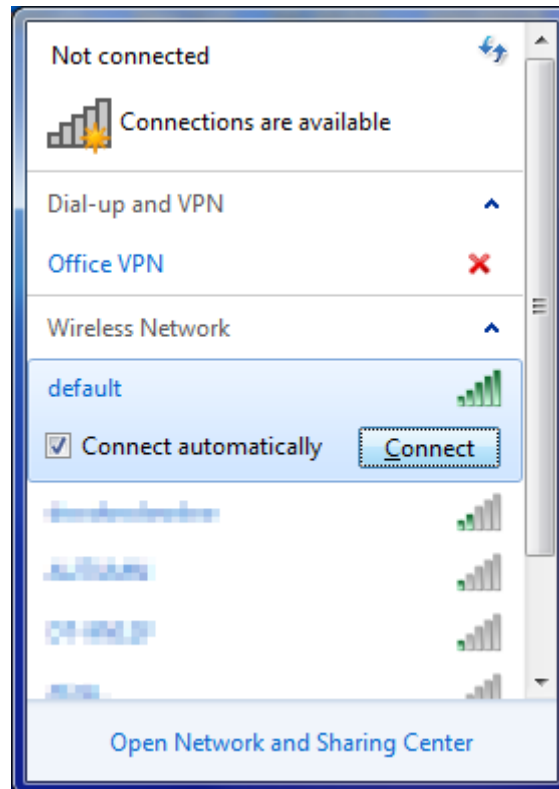 Not connected
Connections are available
Dial-up and VPN
Office VPN
Wireless Network
default
Connect automatically
Connect
Open Network and Sharing Center